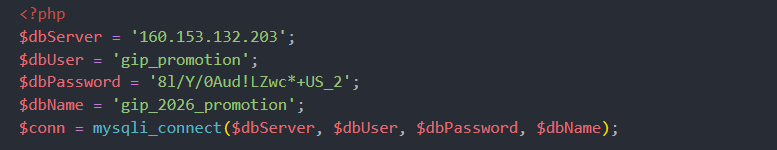 <?php
$dbServer = '160.153.132.203';
$dbUser = 'gip_promotion';
$dbPassword = '8l/Y/0Aud!LZwc*+US_2';
$dbName = 'gip_2026_promotion';
$conn = mysqli_connect($dbServer, $dbUser, $dbPassword, $dbName);